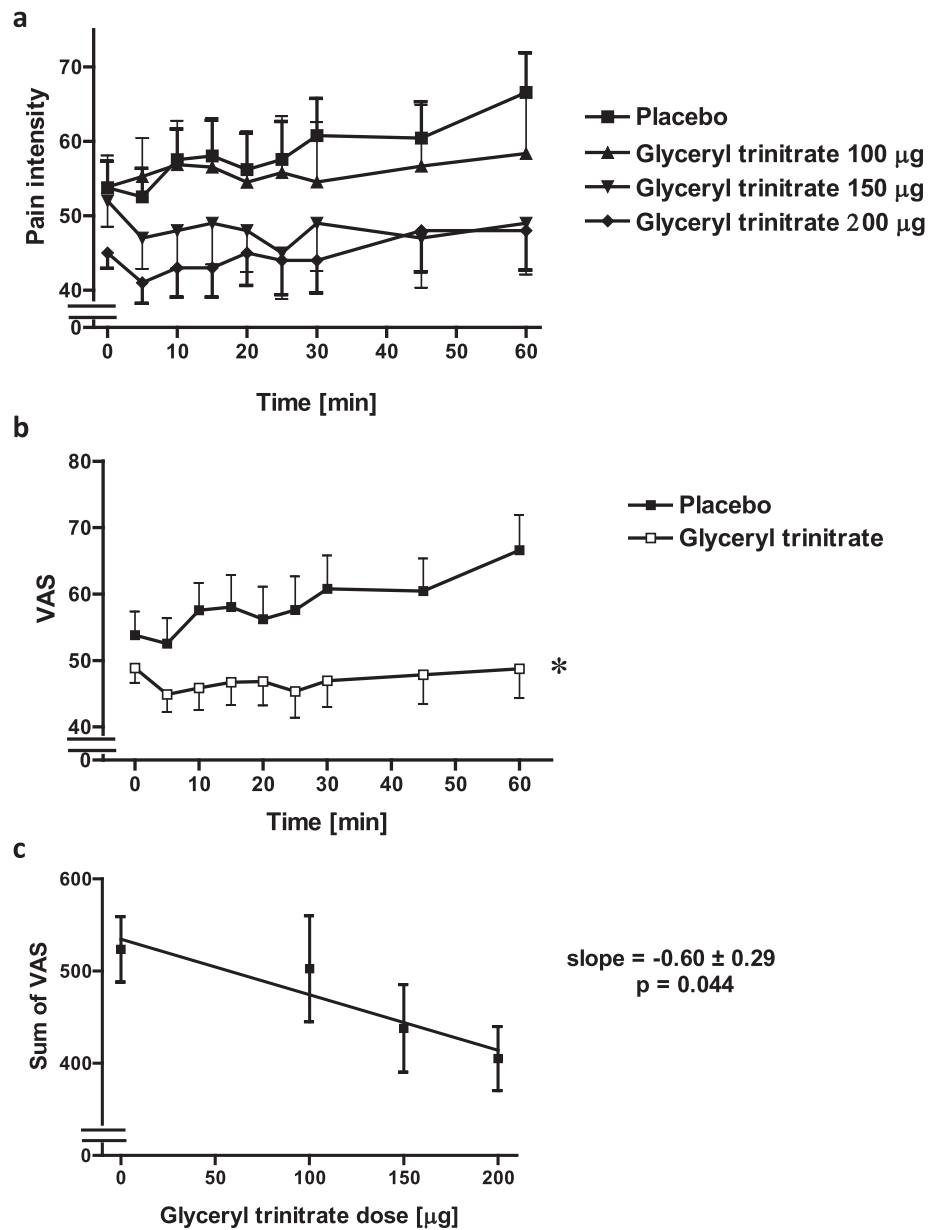 a
Pain intensity
70
60
50
40
0
0 10 20 30 40 50 60
Time [min]
Placebo
Glyceryl trinitrate 100 μg
Glyceryl trinitrate 150 μg
Glyceryl trinitrate 200 μg
b
VAS
80
70
60
50
40
0
0 10 20 30 40 50 60
Time [min]
Placebo
Glyceryl trinitrate
*
c
Sum of VAS
600
500
400
0
0 50 100 150 200
Glyceryl trinitrate dose [μg]
slope = -0.60 ± 0.29
p = 0.044